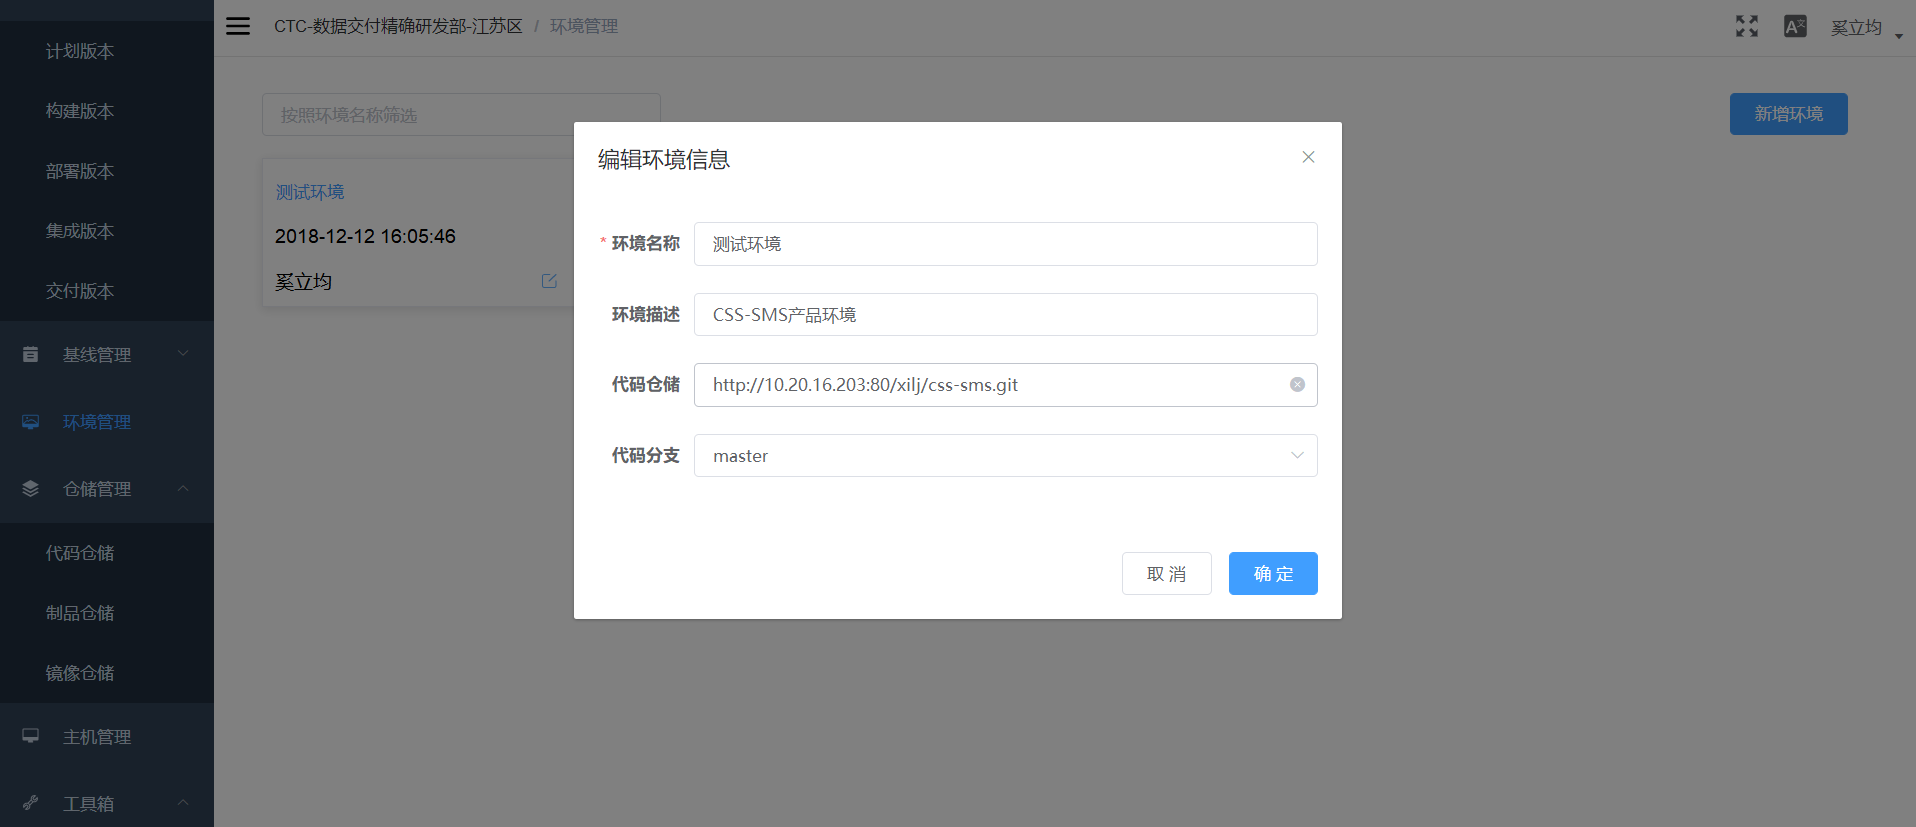 计划版本
构建版本
部署版本
集成版本
交付版本
基线管理
环境管理
仓储管理
代码仓储
制品仓储
镜像仓储
主机管理
工具箱
CTC-数据交付精确研发部-江苏区 / 环境管理
奚立均
按照环境名称筛选
新增环境
测试环境
2018-12-12 16:05:46
奚立均
编辑环境信息
* 环境名称 测试环境
环境描述 CSS-SMS产品环境
代码仓储 http://10.20.16.203:80/xilj/css-sms.git
代码分支 master
取 消 确 定